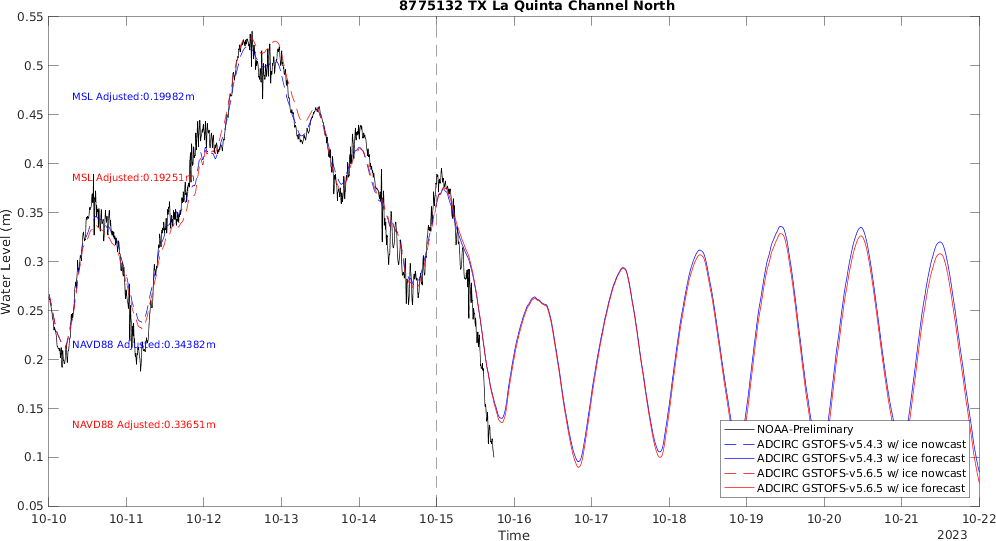 8775132 TX La Quinta Channel North
0.55
0.5
0.45
0.4
0.35
0.3
0.25
0.2
0.15
0.1
0.05
Water Level (m)
MSL Adjusted:0.19982m
MSL Adjusted:0.19251m
NAVD88 Adjusted:0.34382m
NAVD88 Adjusted:0.33651m
NOAA-Preliminary
ADCIRC GSTOFS-v5.4.3 w/ ice nowcast
ADCIRC GSTOFS-v5.4.3 w/ ice forecast
ADCIRC GSTOFS-v5.6.5 w/ ice nowcast
ADCIRC GSTOFS-v5.6.5 w/ ice forecast
10-10 10-11 10-12 10-13 10-14 10-15 10-16 10-17 10-18 10-19 10-20 10-21 10-22
Time
2023